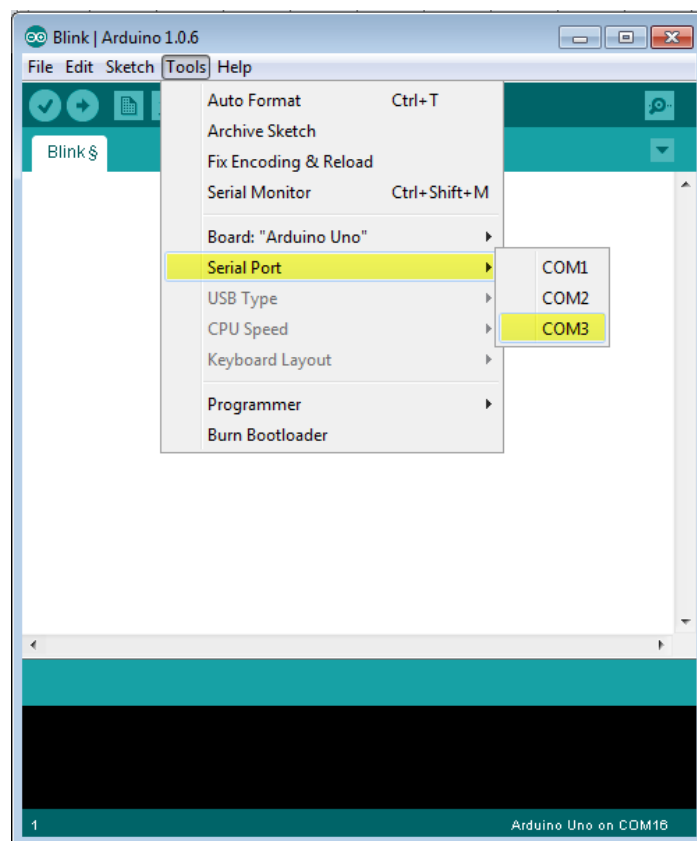 Blink | Arduino 1.0.6
File Edit Sketch Tools Help
Auto Format Ctrl+T
Archive Sketch
Blink §
Fix Encoding & Reload
Serial Monitor Ctrl+Shift+M
Board: "Arduino Uno"
Serial Port
COM1
USB Type
COM2
CPU Speed
COM3
Keyboard Layout
Programmer
Burn Bootloader
1
Arduino Uno on COM16